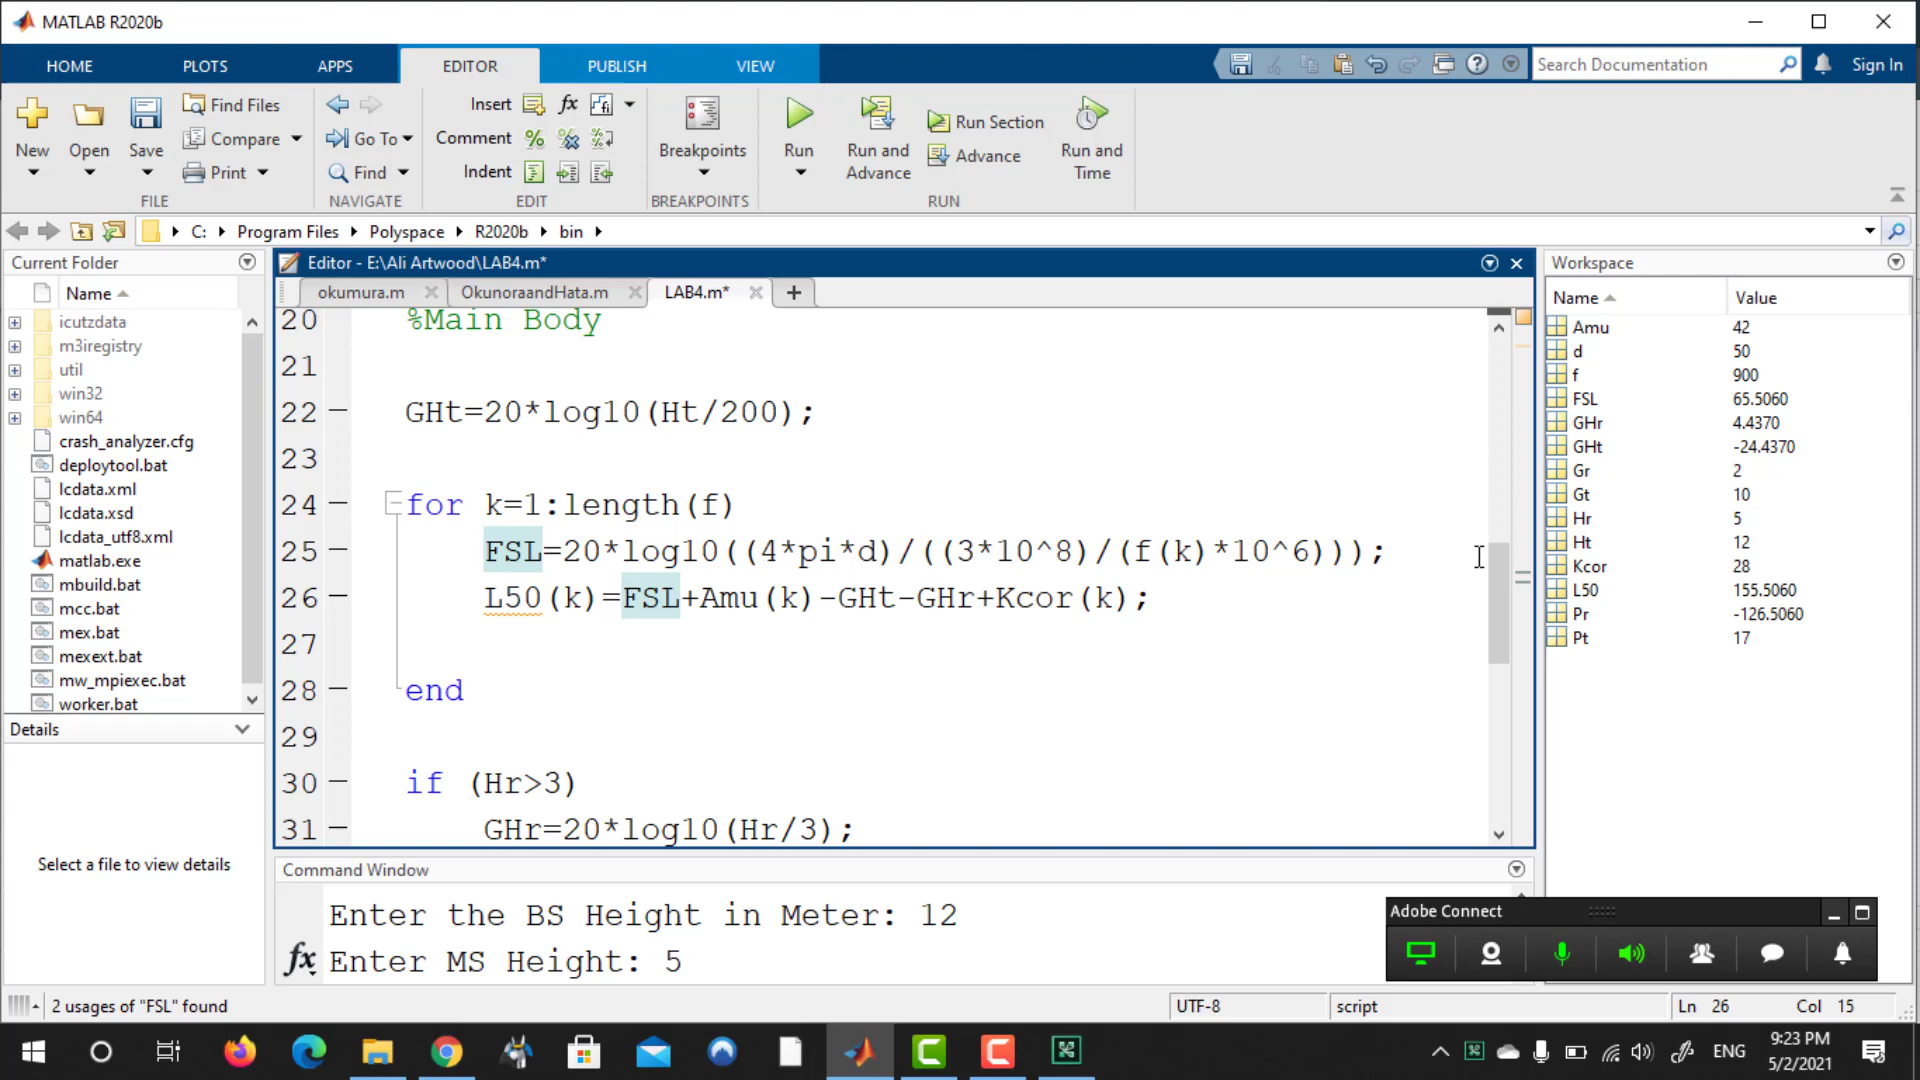 MATLAB R2020b
HOME PLOTS APPS EDITOR PUBLISH VIEW Search Documentation Sign In
New Open Save Find Files Compare Print Go To Find Insert fx Comment Indent Breakpoints Run Run and Advance Run Section Advance Run and Time
FILE NAVIGATE EDIT BREAKPOINTS RUN
C: Program Files Polyspace R2020b bin
Current Folder
Name
icutzdata
m3iregistry
util
win32
win64
crash_analyzer.cfg
deploytool.bat
lcdata.xml
lcdata.xsd
lcdata_utf8.xml
matlab.exe
mbuild.bat
mcc.bat
mex.bat
mexext.bat
mw_mpiexec.bat
worker.bat
Details
Select a file to view details
Editor - E:\Ali Artwood\LAB4.m*
okumura.m OkunoraandHata.m LAB4.m*
20 %Main Body
21
22 GHt=20*log10(Ht/200);
23
24 for k=1:length(f)
25 FSL=20*log10((4*pi*d)/((3*10^8)/(f(k)*10^6)));
26 L50(k)=FSL+Amu(k)-GHt-GHr+Kcor(k);
27
28 end
29
30 if (Hr>3)
31 GHr=20*log10(Hr/3);
Command Window
Enter the BS Height in Meter: 12
fx Enter MS Height: 5
Workspace
Name Value
Amu 42
d 50
f 900
FSL 65.5060
GHr 4.4370
GHt -24.4370
Gr 2
Gt 10
Hr 5
Ht 12
Kcor 28
L50 155.5060
Pr -126.5060
Pt 17
Adobe Connect
2 usages of "FSL" found UTF-8 script Ln 26 Col 15
ENG 9:23 PM
5/2/2021